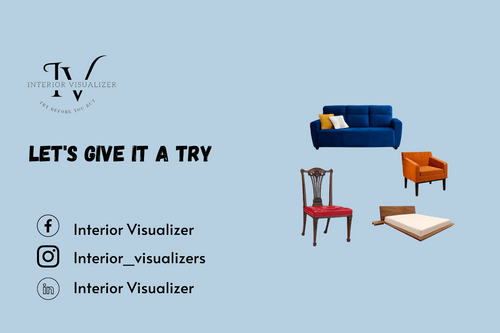 IV
INTERIOR VISUALIZER
TRY BEFORE YOU BUY
LET'S GIVE IT A TRY
Interior Visualizer
Interior_visualizers
Interior Visualizer